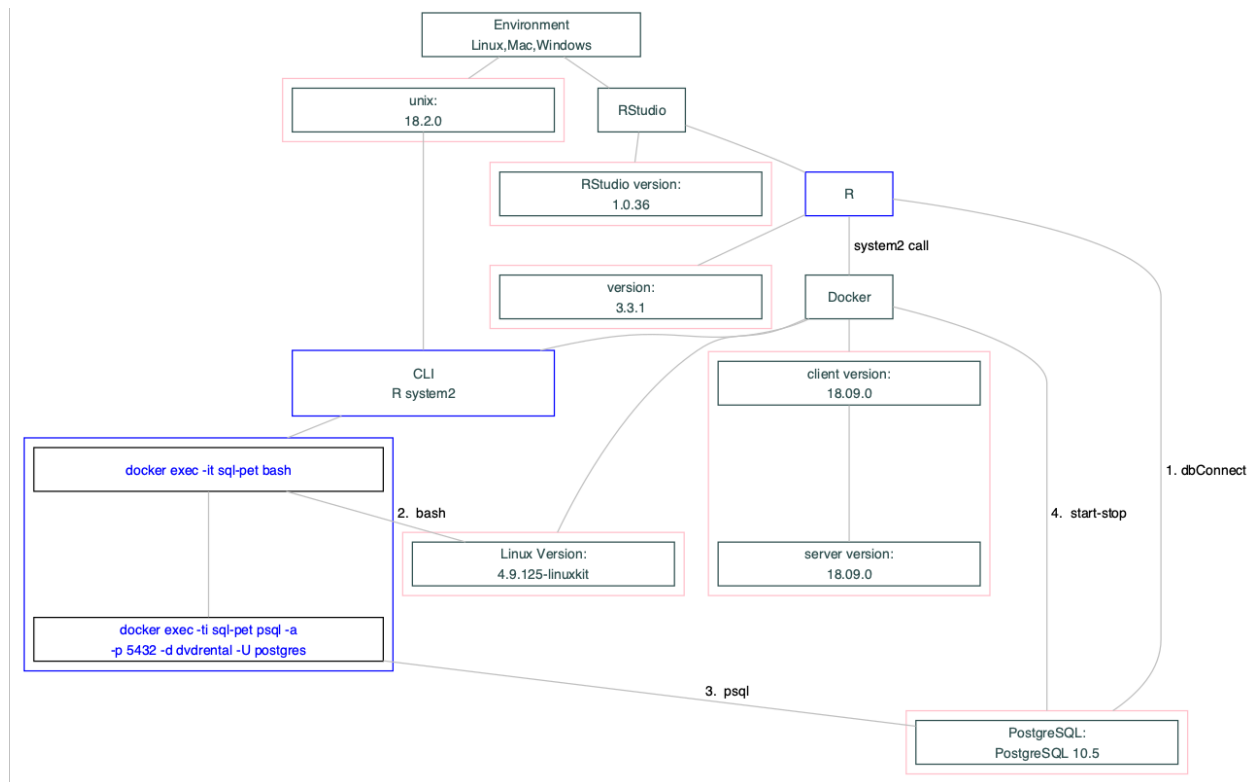 Environment
Linux,Mac,Windows
unix:
18.2.0
RStudio
RStudio version:
1.0.36
R
system2 call
version:
3.3.1
Docker
CLI
R system2
client version:
18.09.0
docker exec -it sql-pet bash
1. dbConnect
2.  bash
4.  start-stop
Linux Version:
4.9.125-linuxkit
server version:
18.09.0
docker exec -ti sql-pet psql -a
-p 5432 -d dvdrental -U postgres
3.  psql
PostgreSQL:
PostgreSQL 10.5